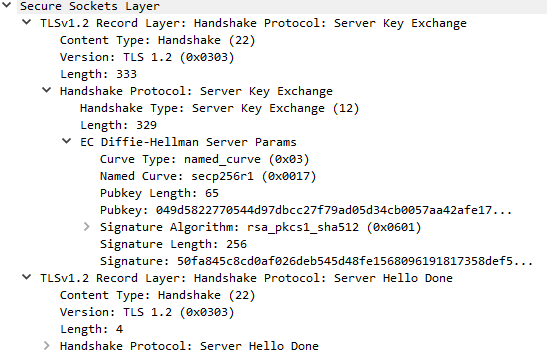 Secure Sockets Layer
TLSv1.2 Record Layer: Handshake Protocol: Server Key Exchange
Content Type: Handshake (22)
Version: TLS 1.2 (0x0303)
Length: 333
Handshake Protocol: Server Key Exchange
Handshake Type: Server Key Exchange (12)
Length: 329
EC Diffie-Hellman Server Params
Curve Type: named_curve (0x03)
Named Curve: secp256r1 (0x0017)
Pubkey Length: 65
Pubkey: 049d5822770544d97dbcc27f79ad05d34cb0057aa42afe17...
Signature Algorithm: rsa_pkcs1_sha512 (0x0601)
Signature Length: 256
Signature: 50fa845c8cd0af026deb545d48fe1568096191817358def5...
TLSv1.2 Record Layer: Handshake Protocol: Server Hello Done
Content Type: Handshake (22)
Version: TLS 1.2 (0x0303)
Length: 4
Handshake Protocol: Server Hello Done